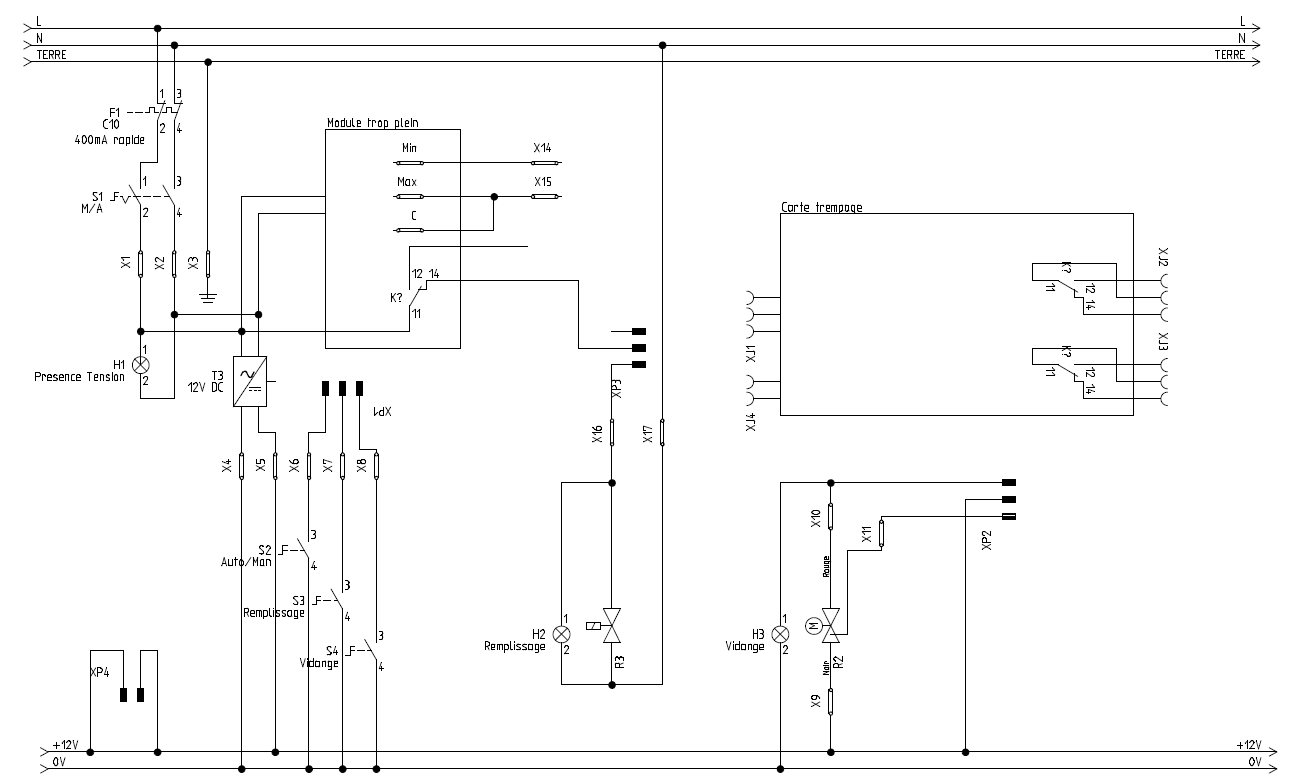 L L
N N
TERRE TERRE
1 3
F1
C10
2 4
400mA rapide
Module trop plein
Min X14
1 3
Max X15
S1
M/A
2 4
C
Carte trempage
X1 X2 X3
12 14
K?
11
XJ2
K?
11 12 14
XJ1
XJ3
K?
11 12 14
XJ4
1
H1
Presence Tension
2
T3
12V DC
XP1
XP3
X16 X17
X4 X5 X6 X7 X8
X10 X11 XP2
3
S2
Auto/Man
4
Rouge
3
S3
Remplissage
4
1
H2
Remplissage
2
R3
1
H3
Vidange
2
M
3
S4
Vidange
4
Noir
R2
XP4
X9
+12V +12V
0V 0V